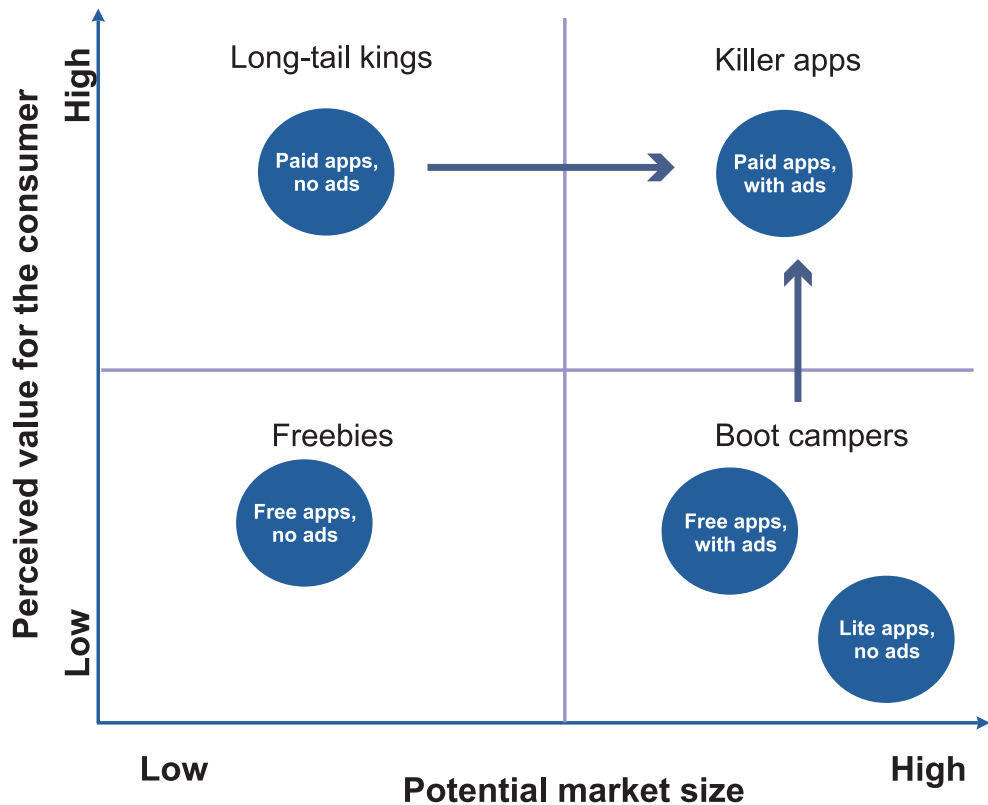 High
Perceived value for the consumer
Low
Long-tail kings
Paid apps,
no ads
Killer apps
Paid apps,
with ads
Freebies
Free apps,
no ads
Boot campers
Free apps,
with ads
Lite apps,
no ads
Low
Potential market size
High